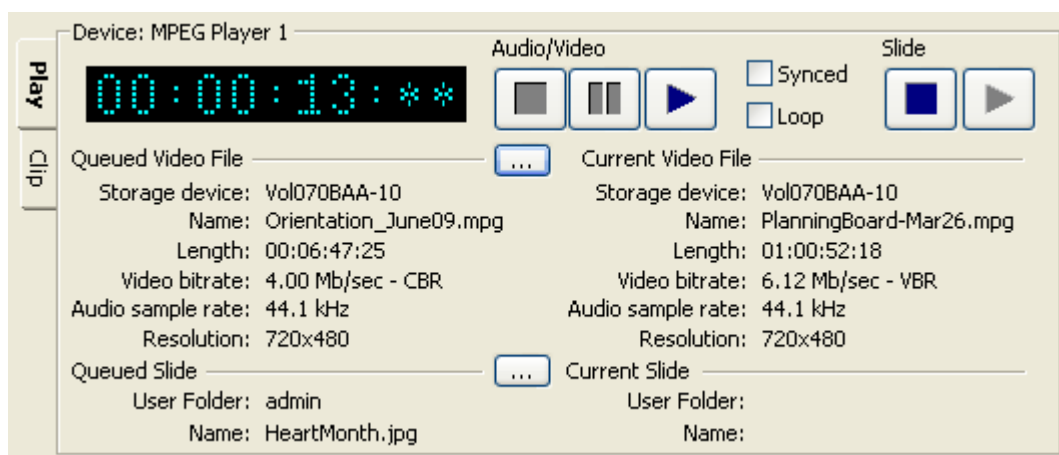 Device: MPEG Player 1
Play
Clip
00:00:13:**
Audio/Video
Synced
Loop
Slide
Queued Video File
...
Storage device: Vol070BAA-10
Name: Orientation_June09.mpg
Length: 00:06:47:25
Video bitrate: 4.00 Mb/sec - CBR
Audio sample rate: 44.1 kHz
Resolution: 720x480
Current Video File
Storage device: Vol070BAA-10
Name: PlanningBoard-Mar26.mpg
Length: 01:00:52:18
Video bitrate: 6.12 Mb/sec - VBR
Audio sample rate: 44.1 kHz
Resolution: 720x480
Queued Slide
...
User Folder: admin
Name: HeartMonth.jpg
Current Slide
User Folder:
Name: